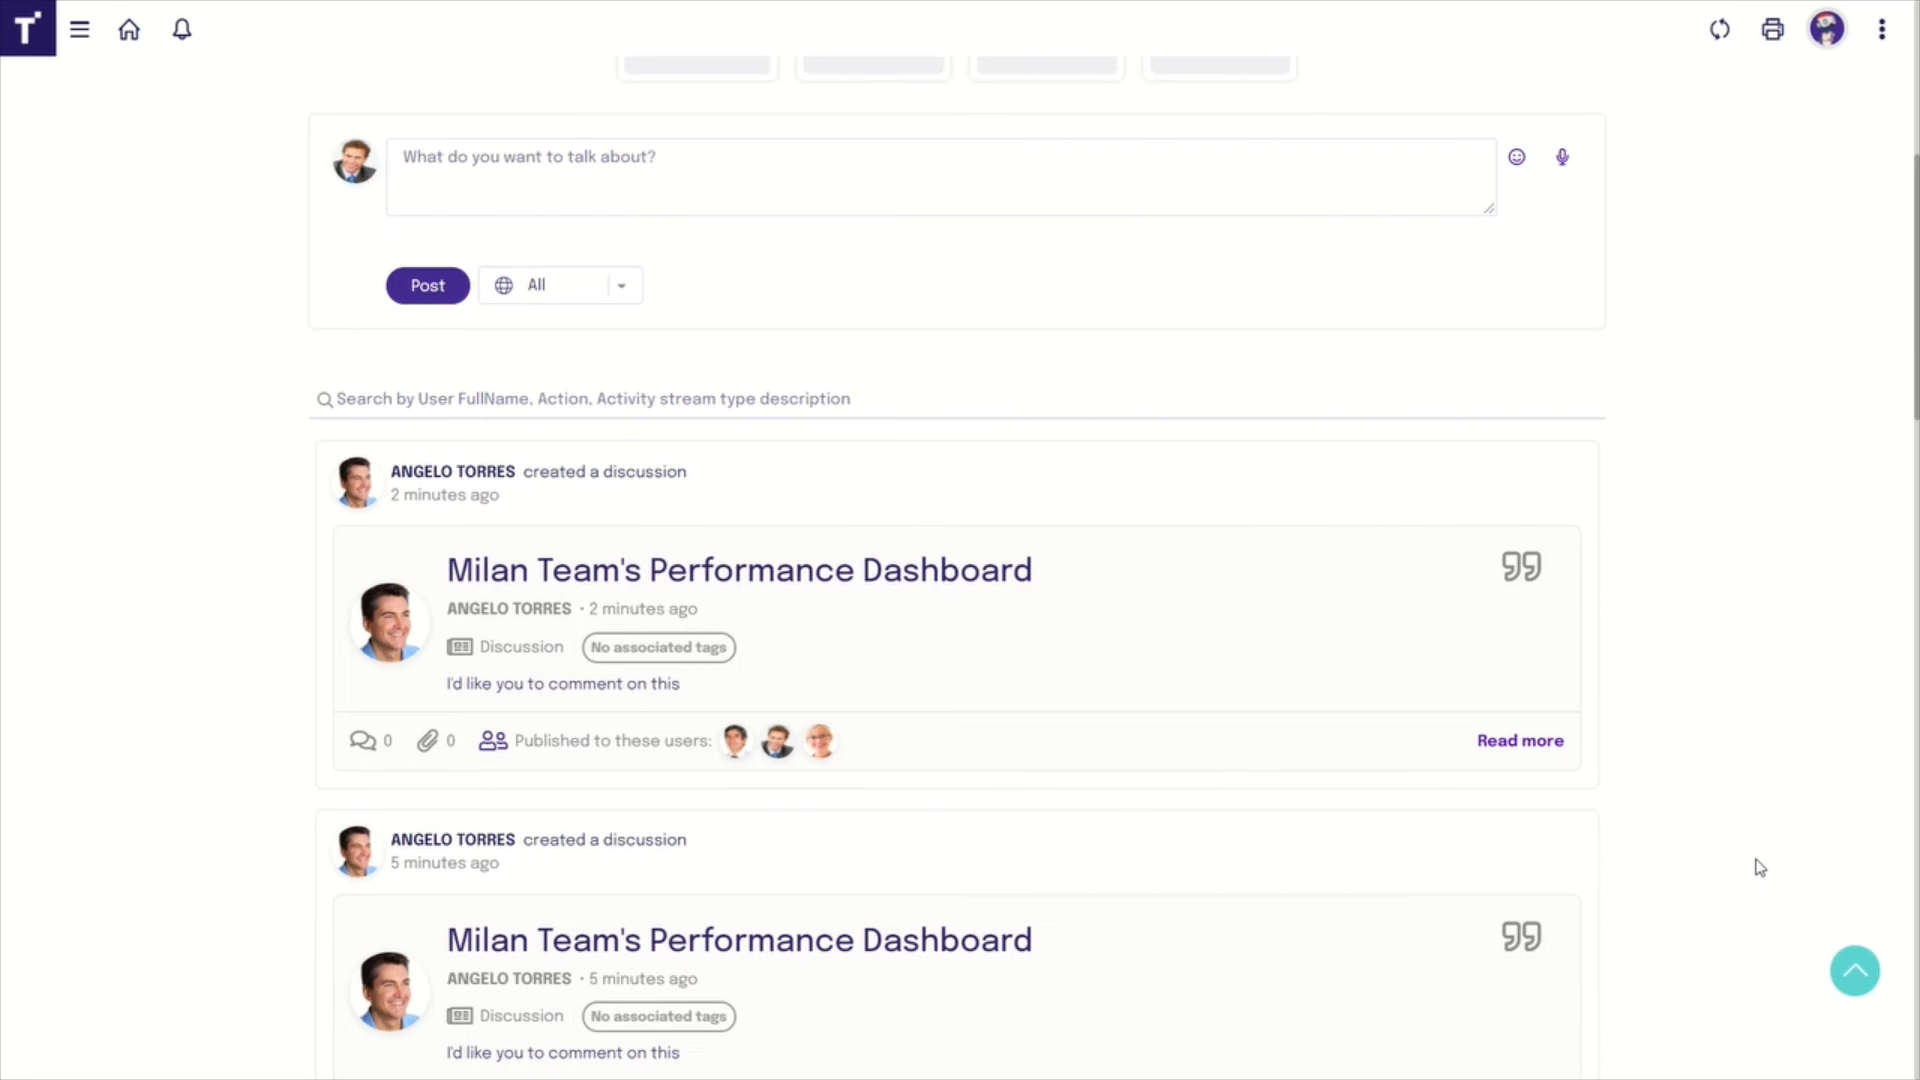 T
What do you want to talk about?
Post
All
Search by User FullName, Action, Activity stream type description
ANGELO TORRES created a discussion
2 minutes ago
Milan Team's Performance Dashboard
ANGELO TORRES · 2 minutes ago
Discussion No associated tags
I'd like you to comment on this
0 0 Published to these users: Read more
ANGELO TORRES created a discussion
5 minutes ago
Milan Team's Performance Dashboard
ANGELO TORRES · 5 minutes ago
Discussion No associated tags
I'd like you to comment on this